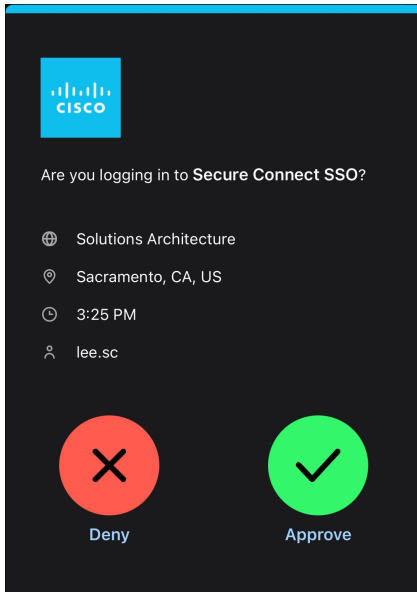 CISCO
Are you logging in to Secure Connect SSO?
Solutions Architecture
Sacramento, CA, US
3:25 PM
lee.sc
Deny
Approve